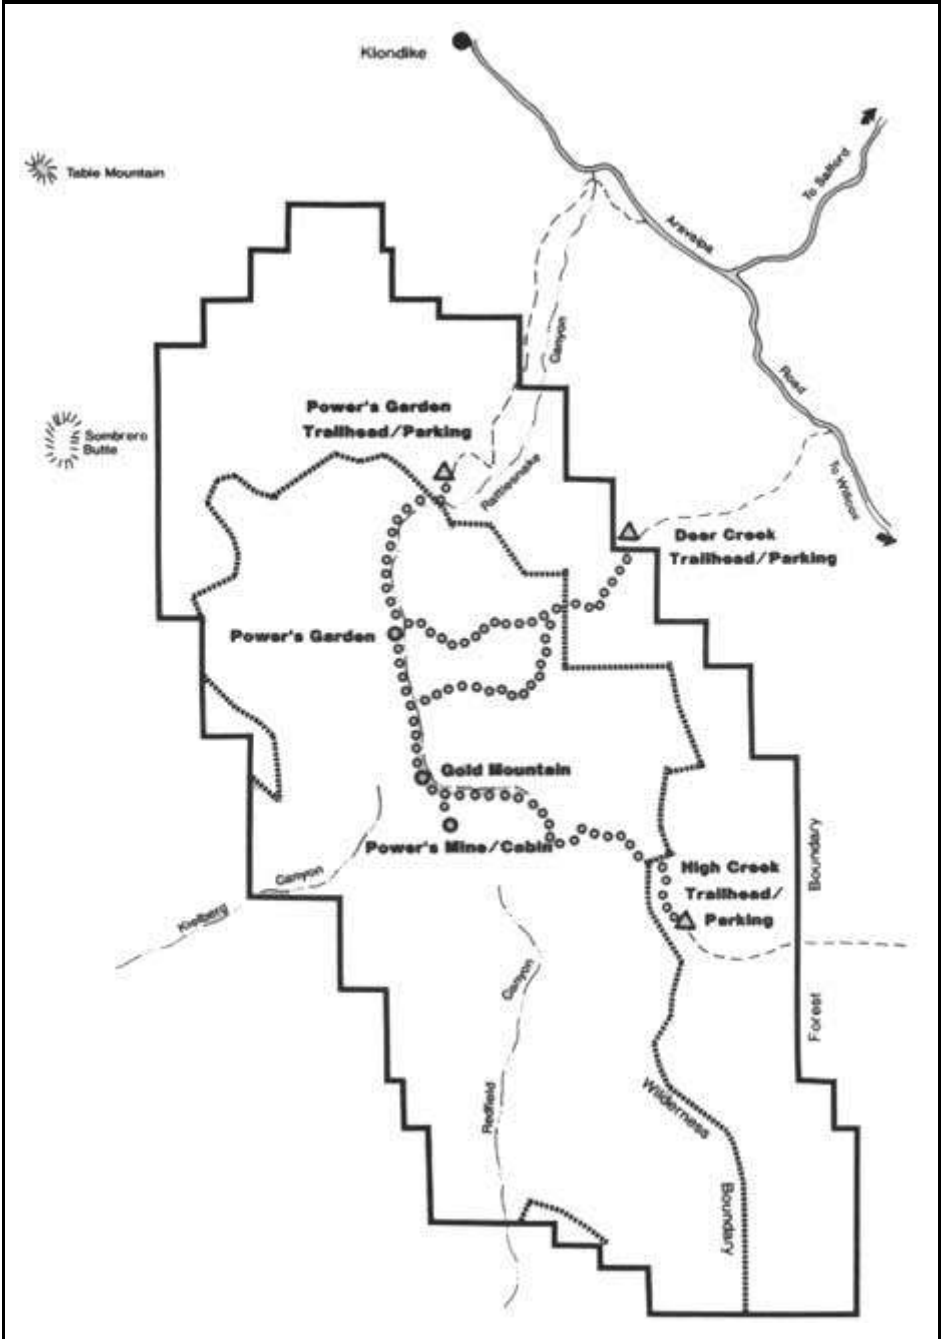 Klondike
Table Mountain
To Safford
Aravaipa
Canyon
Road
Power's Garden
Trailhead/Parking
Sombrero
Butte
Rattlesnake
To Willcox
Deer Creek
Trailhead/Parking
Power's Garden
Gold Mountain
Power's Mine/Cabin
Boundary
High Creek
Trailhead/
Parking
Canyon
Kielberg
Canyon
Forest
Redfield
Wilderness
Boundary